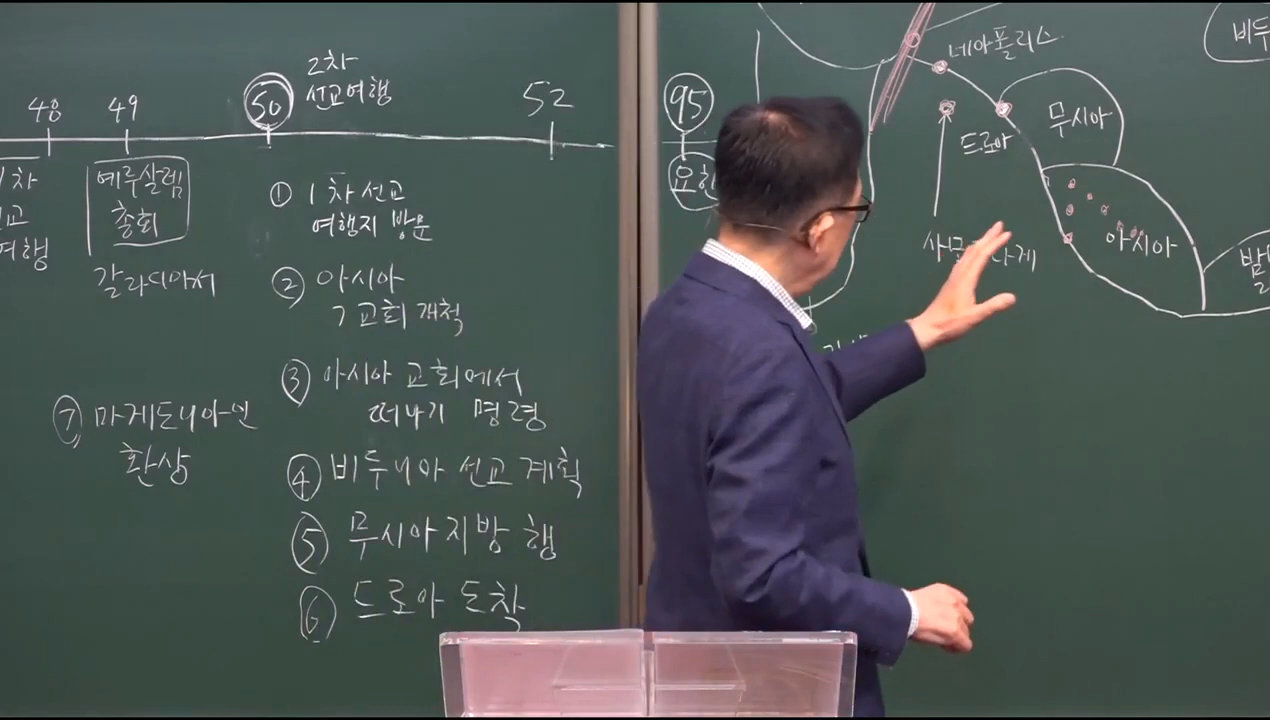 48
49
50
2차
선교여행
52
1차
선교
여행
예루살렘
총회
갈라디아서
① 1차 선교
여행지 방문
② 아시아
7교회 개척
③ 아시아 교회에서
떠나기 명령
④ 비두니아 선교 계획
⑤ 무시아 지방 행
⑥ 드로아 도착
⑦ 마게도니아인
환상
95
네아폴리스
무시아
드로아
아시아
비두